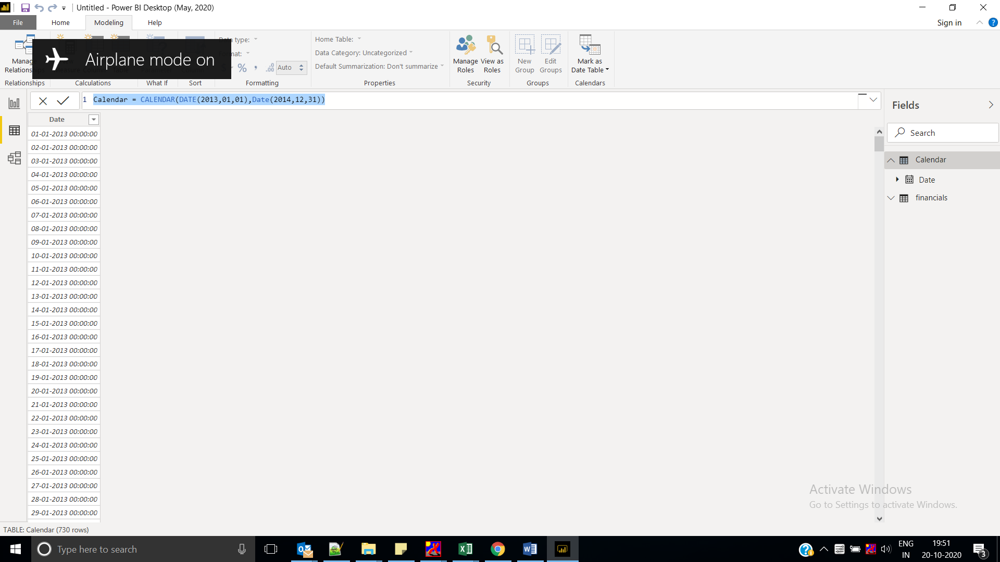 Untitled - Power BI Desktop (May, 2020)
File Home Modeling Help
Sign in
Airplane mode on
Manage
Relationships
Relationships
Calculations
What If
Sort
Data type:
Format:
Auto
Formatting
Home Table:
Data Category: Uncategorized
Default Summarization: Don't summarize
Properties
Manage
Roles
View as
Roles
Security
New
Group
Edit
Groups
Groups
Mark as
Date Table
Calendars
1 Calendar = CALENDAR(DATE(2013,01,01),Date(2014,12,31))
Date
01-01-2013 00:00:00
02-01-2013 00:00:00
03-01-2013 00:00:00
04-01-2013 00:00:00
05-01-2013 00:00:00
06-01-2013 00:00:00
07-01-2013 00:00:00
08-01-2013 00:00:00
09-01-2013 00:00:00
10-01-2013 00:00:00
11-01-2013 00:00:00
12-01-2013 00:00:00
13-01-2013 00:00:00
14-01-2013 00:00:00
15-01-2013 00:00:00
16-01-2013 00:00:00
17-01-2013 00:00:00
18-01-2013 00:00:00
19-01-2013 00:00:00
20-01-2013 00:00:00
21-01-2013 00:00:00
22-01-2013 00:00:00
23-01-2013 00:00:00
24-01-2013 00:00:00
25-01-2013 00:00:00
26-01-2013 00:00:00
27-01-2013 00:00:00
28-01-2013 00:00:00
29-01-2013 00:00:00
Fields
Search
Calendar
Date
financials
Activate Windows
Go to Settings to activate Windows.
TABLE: Calendar (730 rows)
Type here to search
ENG
IN
19:51
20-10-2020
3